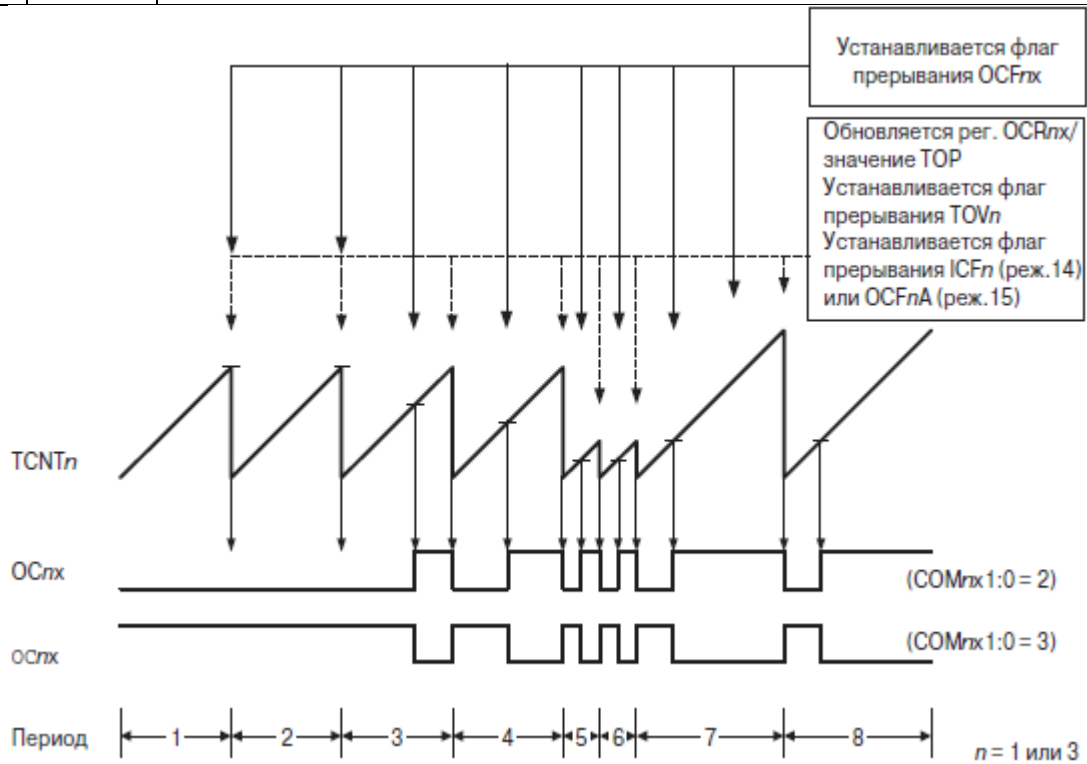 Устанавливается флаг
прерывания OCFnx
Обновляется рег. OCRnx/
значение TOP
Устанавливается флаг
прерывания TOVn
Устанавливается флаг
прерывания ICFn (реж.14)
или OCFnA (реж.15)
TCNTn
OCnx
(COMnx1:0 = 2)
OCnx
(COMnx1:0 = 3)
Период 1 2 3 4 5 6 7 8
n = 1 или 3